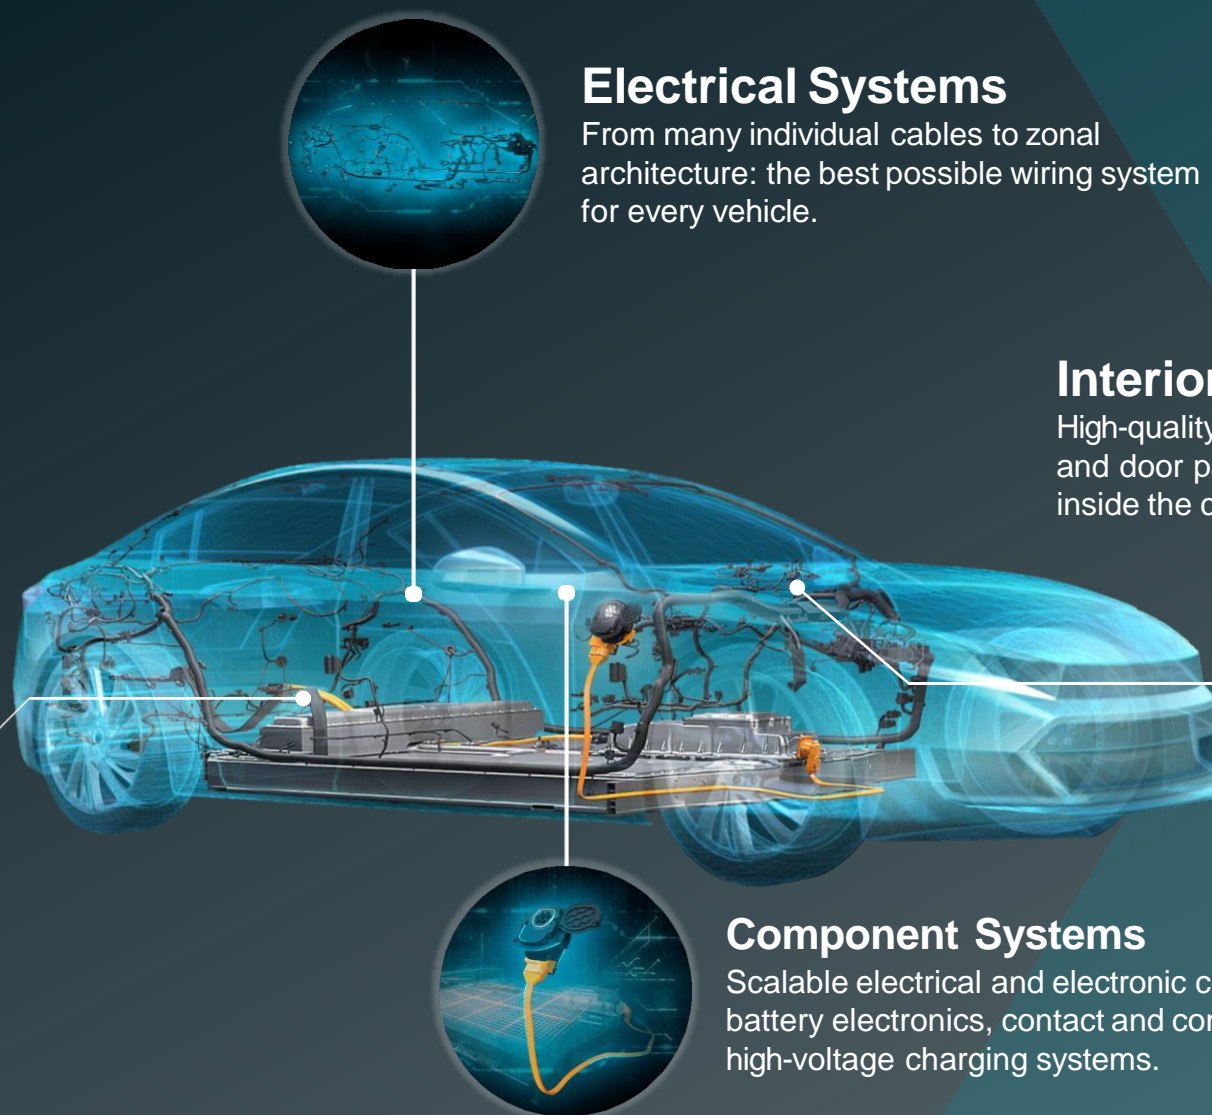 Electrical Systems
From many individual cables to zonal
architecture: the best possible wiring system
for every vehicle.
Interior
High-quality
and door
inside the
Component Systems
Scalable electrical and electronic
battery electronics, contact and
high-voltage charging systems.